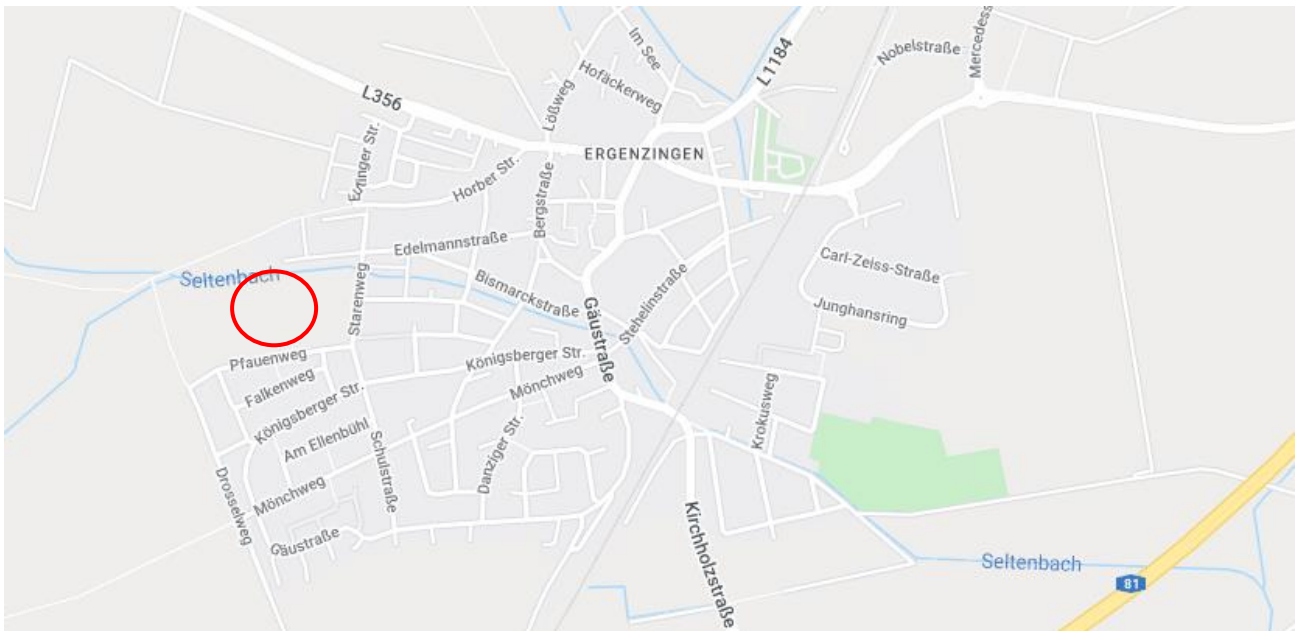 Im See
L1184
Mercedess
Nobelstraße
Hofäckerweg
L356
Lößweg
ERGENZINGEN
Horber Str.
Bergstraße
Edelmannstraße
Carl-Zeiss-Straße
Seltenbach
Bismarckstraße
Starenweg
Stehelinstraße
Junghansring
Gäustraße
Pfauenweg
Königsberger Str.
Falkenweg
Mönchweg
Königsberger Str.
Krokusweg
Am Ellenbühl
Danziger Str.
Schulstraße
Mönchweg
Drosselweg
Gäustraße
Kirchholzstraße
Seltenbach
81